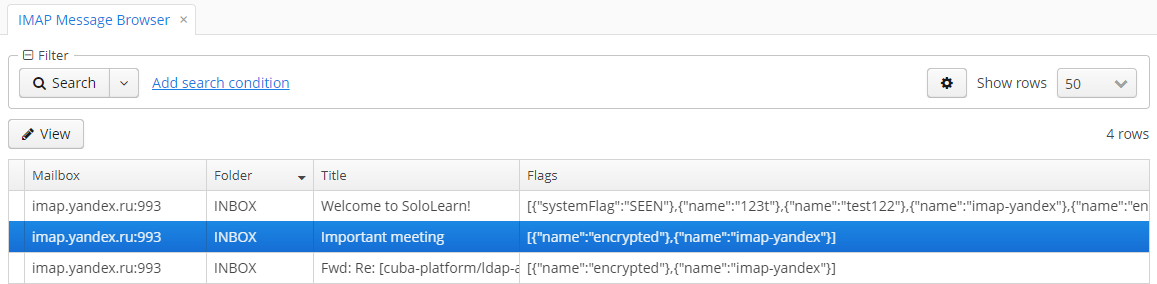 IMAP Message Browser ×
Filter
Search Add search condition Show rows 50
View 4 rows
Mailbox Folder Title Flags
imap.yandex.ru:993 INBOX Welcome to SoloLearn! [{"systemFlag":"SEEN"},{"name":"123t"},{"name":"test122"},{"name":"imap-yandex"},{"name":"en
imap.yandex.ru:993 INBOX Important meeting [{"name":"encrypted"},{"name":"imap-yandex"}]
imap.yandex.ru:993 INBOX Fwd: Re: [cuba-platform/ldap-a [{"name":"encrypted"},{"name":"imap-yandex"}]